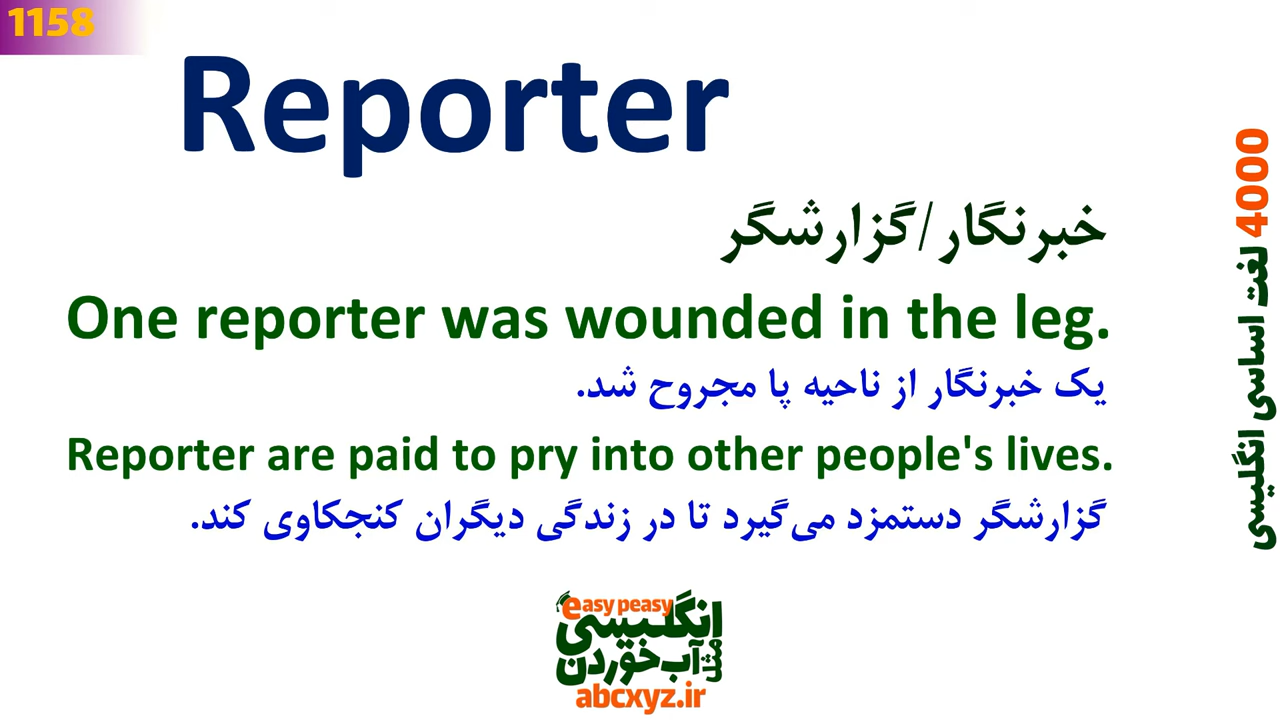 1158
Reporter
خبرنگار/گزارشگر
One reporter was wounded in the leg.
یک خبرنگار از ناحیه پا مجروح شد.
Reporter are paid to pry into other people's lives.
گزارشگر دستمزد می‌گیرد تا در زندگی دیگران کنجکاوی کند.
4000 لغت اساسی انگلیسی
easy peasy
انگلیسی
مثل آب خوردن
abcxyz.ir